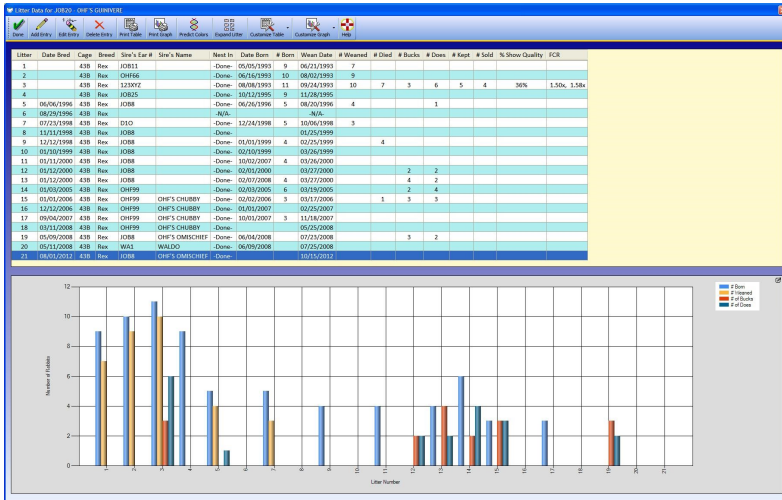 Litter Data for JOB20 - OHF'S GUINIVERE
Done Add Entry Edit Entry Delete Entry Print Table Print Graph Predict Colors Expand Litter Customize Table Customize Graph Help
Litter Date Bred Cage Breed Sire's Ear # Sire's Name Nest In Date Born # Born Wean Date # Weaned # Died # Bucks # Does # Kept # Sold % Show Quality FCR
1 43B Rex JOB11 -Done- 05/05/1993 9 06/21/1993 7
2 43B Rex OHF66 -Done- 06/16/1993 10 08/02/1993 9
3 43B Rex 123XYZ -Done- 08/08/1993 11 09/24/1993 10 7 3 6 5 4 36% 1.50x, 1.58x
4 43B Rex JOB25 -Done- 10/12/1995 9 11/28/1995
5 06/06/1996 43B Rex JOB8 -Done- 06/26/1996 5 08/20/1996 4 1
6 08/29/1996 43B Rex -N/A- -N/A-
7 07/23/1998 43B Rex D1O -Done- 12/24/1998 5 10/06/1998 3
8 11/11/1998 43B Rex JOB8 -Done- 01/25/1999
9 12/12/1998 43B Rex JOB8 -Done- 01/01/1999 4 02/25/1999 4
10 01/10/1999 43B Rex JOB8 -Done- 02/10/1999 03/26/1999
11 01/11/2000 43B Rex JOB8 -Done- 10/02/2007 4 03/26/2000
12 01/12/2000 43B Rex JOB8 -Done- 02/01/2000 03/27/2000 2 2
13 01/12/2000 43B Rex JOB8 -Done- 02/07/2008 4 03/27/2000 4 2
14 01/03/2005 43B Rex OHF99 -Done- 02/03/2005 6 03/19/2005 2 4
15 01/01/2006 43B Rex OHF99 OHF'S CHUBBY -Done- 02/02/2006 3 03/17/2006 1 3 3
16 12/12/2006 43B Rex OHF99 OHF'S CHUBBY -Done- 01/01/2007 02/25/2007
17 09/04/2007 43B Rex OHF99 OHF'S CHUBBY -Done- 10/01/2007 3 11/18/2007
18 03/11/2008 43B Rex OHF99 OHF'S CHUBBY -Done- 05/25/2008
19 05/09/2008 43B Rex JOB8 OHF'S OMISCHIEF -Done- 06/04/2008 07/23/2008 3 2
20 05/11/2008 43B Rex WA1 WALDO -Done- 06/09/2008 07/25/2008
21 08/01/2012 43B Rex JOB8 OHF'S OMISCHIEF -Done- 10/15/2012
# Born
# Weaned
# of Bucks
# of Does
12
10
8
6
4
2
0
Number of Rabbits
1 2 3 4 5 6 7 8 9 10 11 12 13 14 15 16 17 18 19 20 21
Litter Number